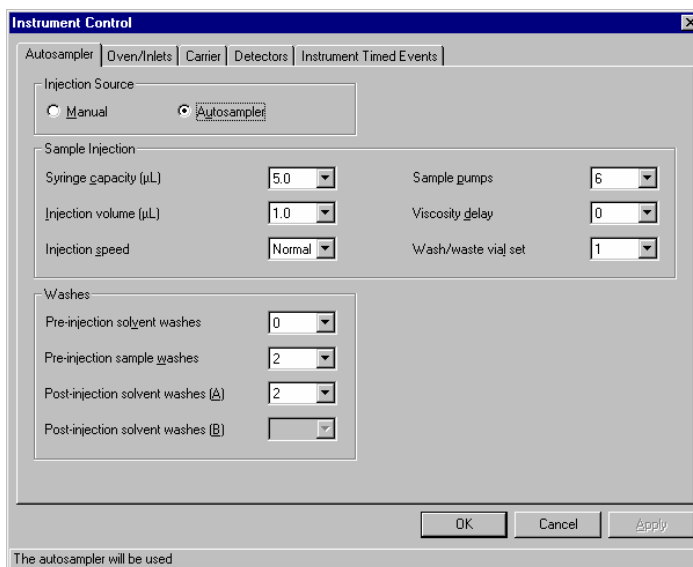 Instrument Control
Autosampler Oven/Inlets Carrier Detectors Instrument Timed Events
Injection Source
Manual Autosampler
Sample Injection
Syringe capacity (µL) 5.0 Sample pumps 6
Injection volume (µL) 1.0 Viscosity delay 0
Injection speed Normal Wash/waste vial set 1
Washes
Pre-injection solvent washes 0
Pre-injection sample washes 2
Post-injection solvent washes (A) 2
Post-injection solvent washes (B)
OK Cancel Apply
The autosampler will be used